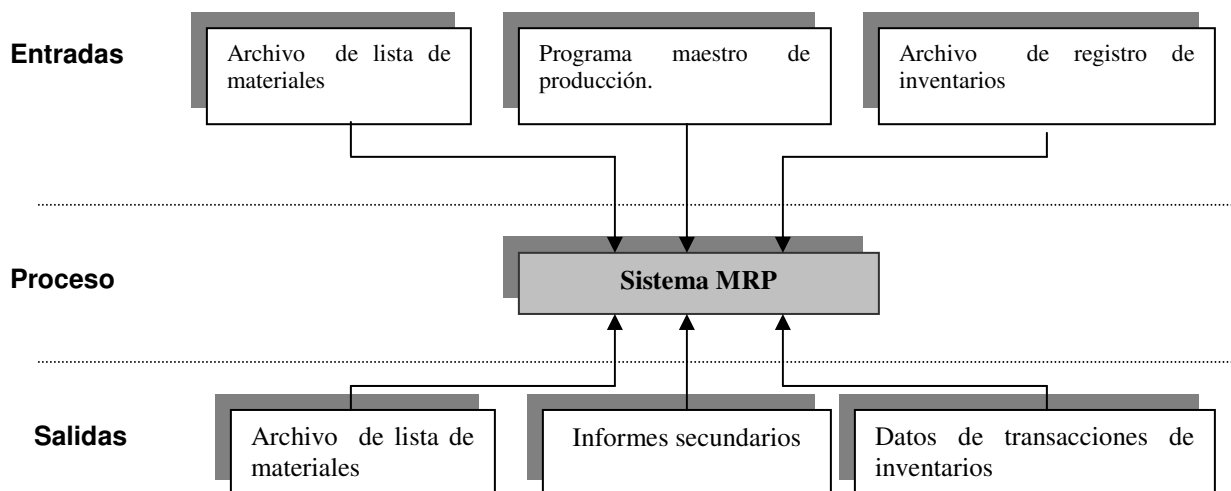 Entradas
Archivo de lista de
materiales
Programa maestro de
producción.
Archivo de registro de
inventarios
Proceso
Sistema MRP
Salidas
Archivo de lista de
materiales
Informes secundarios
Datos de transacciones de
inventarios